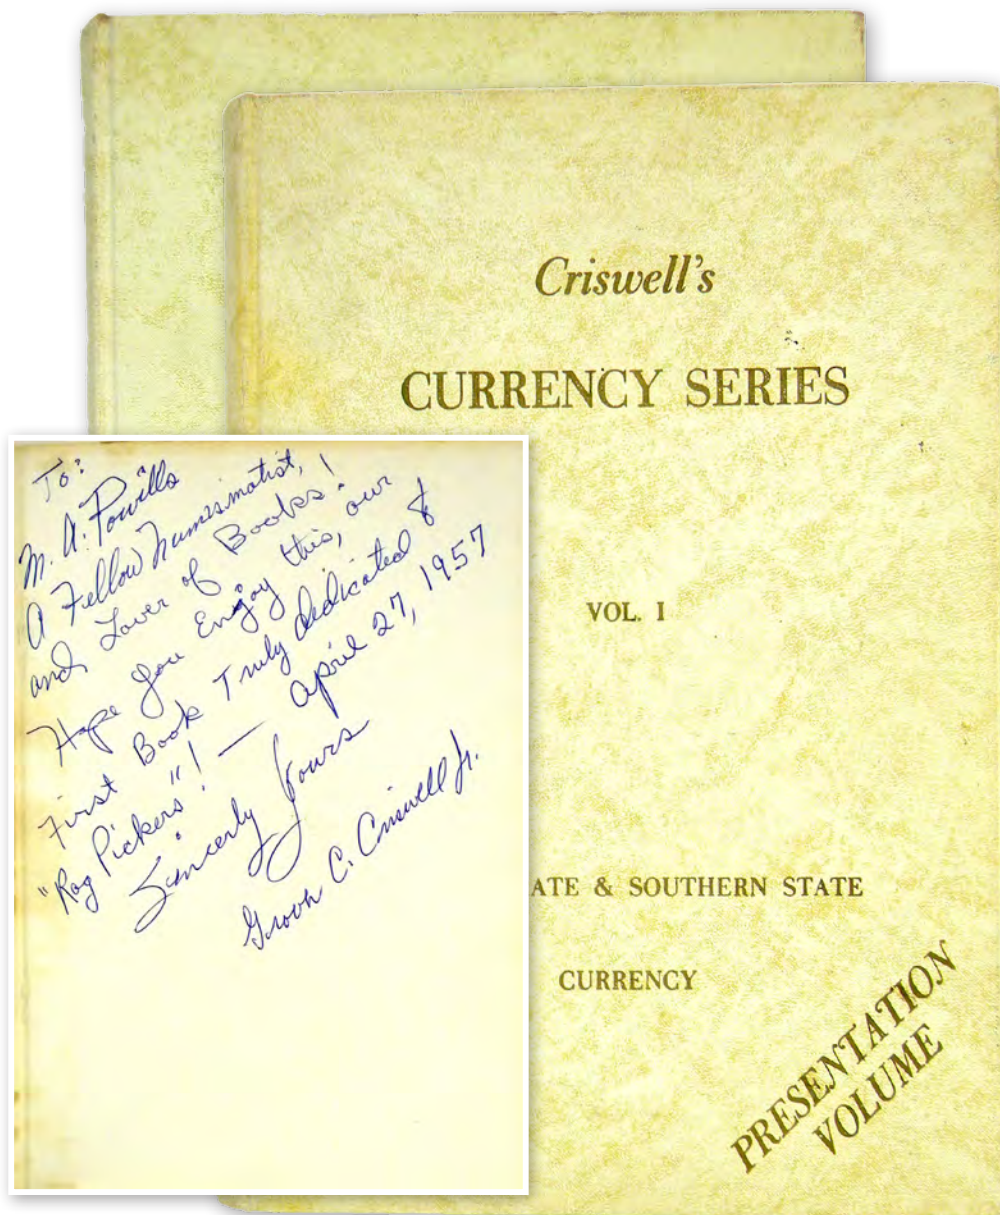 Criswell's
CURRENCY SERIES
VOL. I
ATE & SOUTHERN STATE
CURRENCY
PRESENTATION
VOLUME
To:
M. A. Powills
A Fellow Numismatist,
and Lover of Books!
Hope you Enjoy this, our
First Book Truly dedicated to
"Rag Pickers"! — April 27, 1957
Sincerly Yours
Grover C. Criswell Jr.